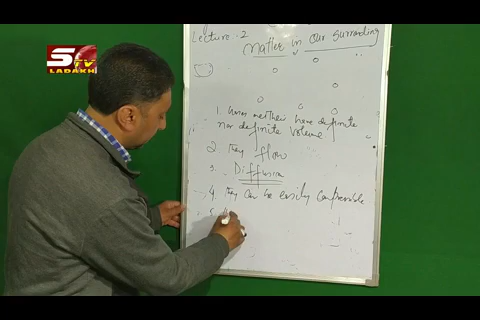 S TV
LADAKH
Lecture - 2
Matter in Our Surrounding
1. Gases neither have definite
nor definite volume
2. They flow
3. Diffusion
4. They can be easily Compressible
5.